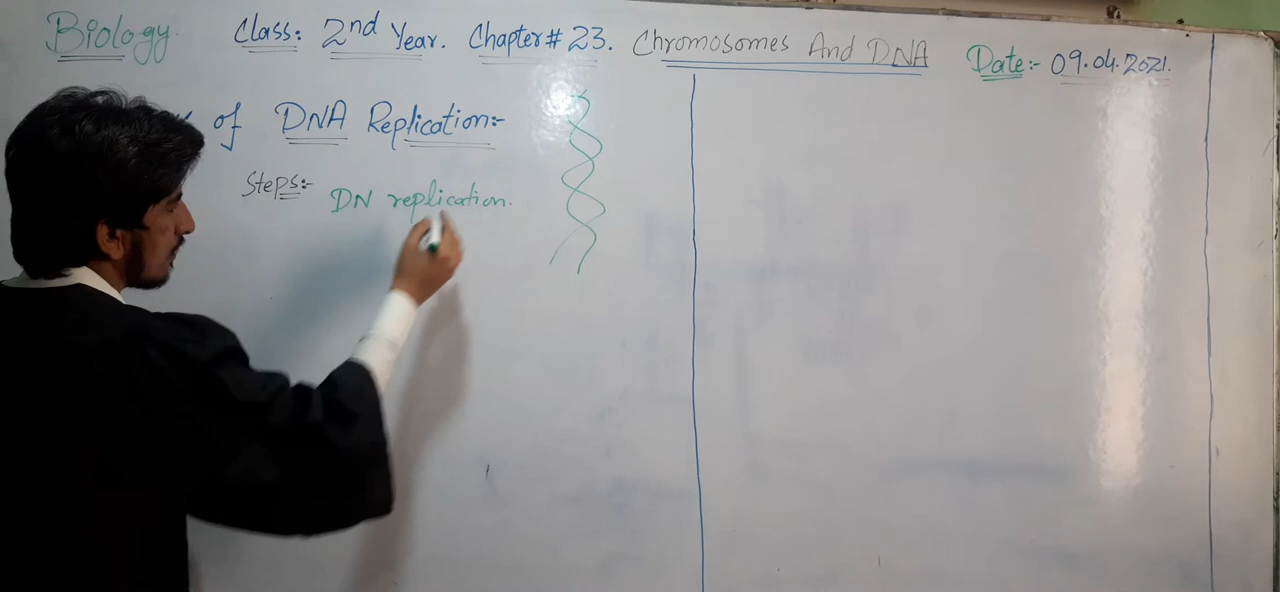 Biology. Class: 2nd Year. Chapter # 23. Chromosomes And DNA Date:- 09.04.2021.
of DNA Replication:-
Steps:- DN replication.